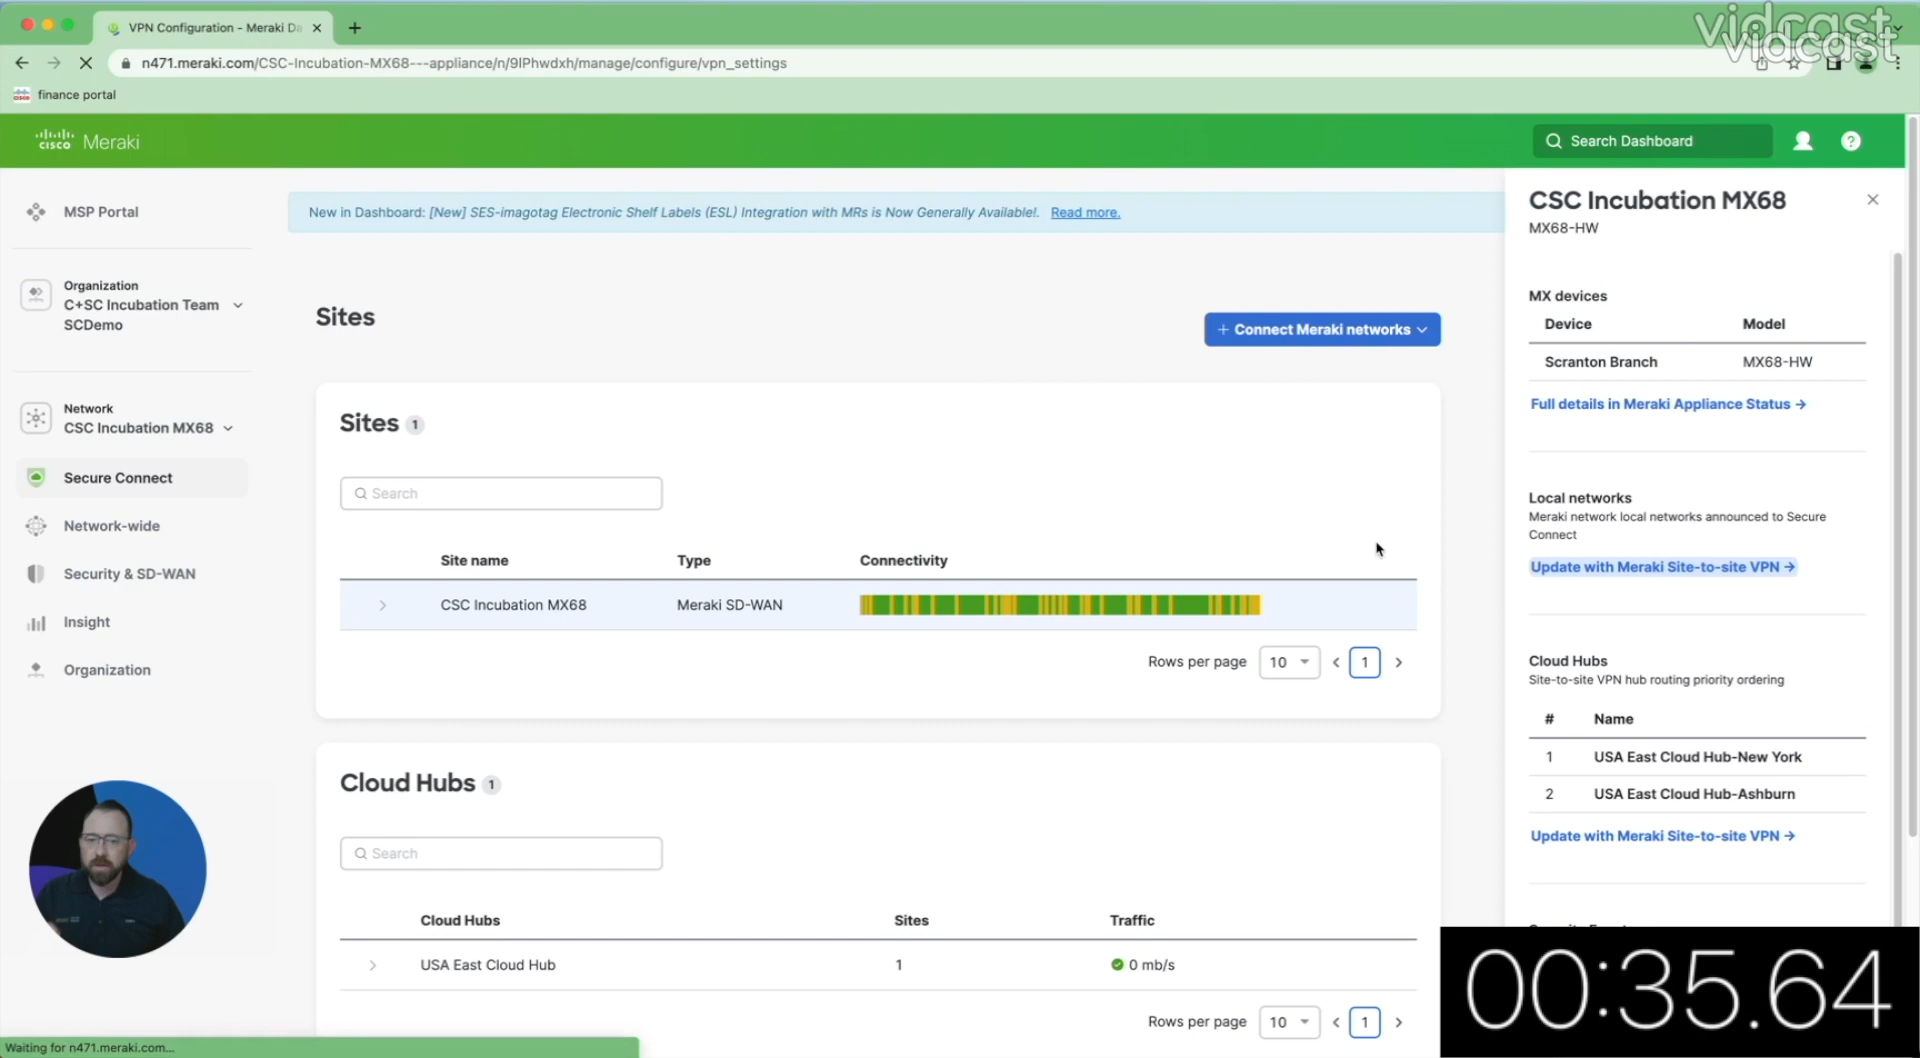 VPN Configuration - Meraki Da
vidcast
vidcast
n471.meraki.com/CSC-Incubation-MX68---appliance/n/9lPhwdxh/manage/configure/vpn_settings
finance portal
cisco Meraki
Search Dashboard
MSP Portal
New in Dashboard: [New] SES-imagotag Electronic Shelf Labels (ESL) Integration with MRs is Now Generally Available!. Read more.
Organization
C+SC Incubation Team
SCDemo
Network
CSC Incubation MX68
Secure Connect
Network-wide
Security & SD-WAN
Insight
Organization
Sites
+ Connect Meraki networks
Sites 1
Search
Site name Type Connectivity
CSC Incubation MX68 Meraki SD-WAN
Rows per page 10 1
Cloud Hubs 1
Search
Cloud Hubs Sites Traffic
USA East Cloud Hub 1 0 mb/s
Rows per page 10 1
CSC Incubation MX68
MX68-HW
MX devices
Device Model
Scranton Branch MX68-HW
Full details in Meraki Appliance Status →
Local networks
Meraki network local networks announced to Secure
Connect
Update with Meraki Site-to-site VPN →
Cloud Hubs
Site-to-site VPN hub routing priority ordering
# Name
1 USA East Cloud Hub-New York
2 USA East Cloud Hub-Ashburn
Update with Meraki Site-to-site VPN →
00:35.64
Waiting for n471.meraki.com...